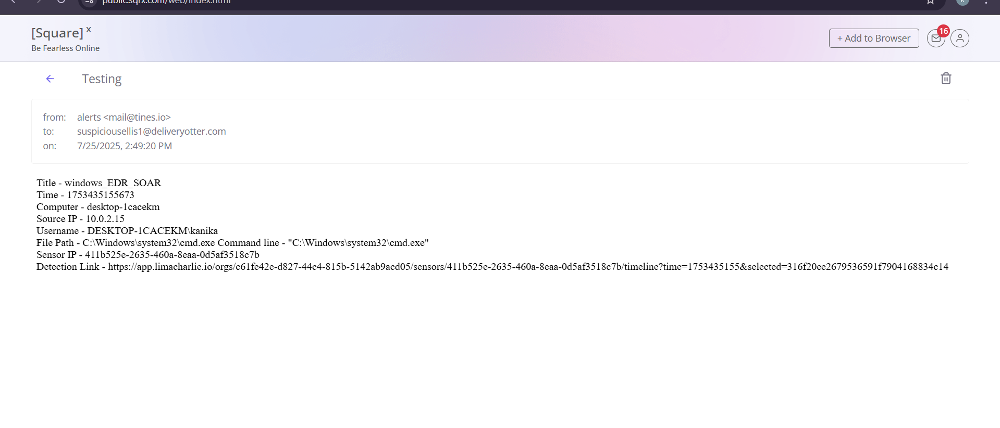 public.sqrx.com/web/index.html
K
[Square] x
Be Fearless Online
+ Add to Browser
16
Testing
from: alerts <mail@tines.io>
to: suspiciousellis1@deliveryotter.com
on: 7/25/2025, 2:49:20 PM
Title - windows_EDR_SOAR
Time - 1753435155673
Computer - desktop-1cacekm
Source IP - 10.0.2.15
Username - DESKTOP-1CACEKM\kanika
File Path - C:\Windows\system32\cmd.exe Command line - "C:\Windows\system32\cmd.exe"
Sensor IP - 411b525e-2635-460a-8eaa-0d5af3518c7b
Detection Link - https://app.limacharlie.io/orgs/c61fe42e-d827-44c4-815b-5142ab9acd05/sensors/411b525e-2635-460a-8eaa-0d5af3518c7b/timeline?time=1753435155&selected=316f20ee2679536591f7904168834c14